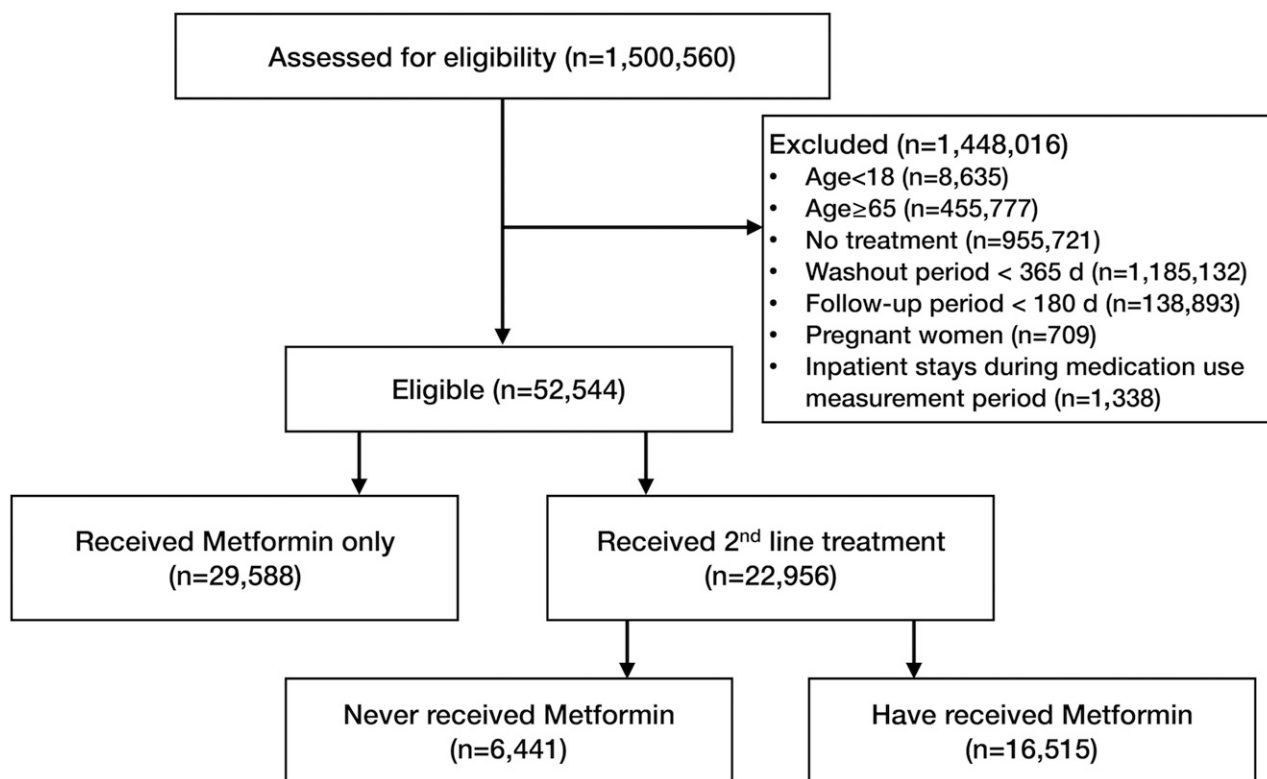 Assessed for eligibility (n=1,500,560)
Excluded (n=1,448,016)
• Age<18 (n=8,635)
• Age≥65 (n=455,777)
• No treatment (n=955,721)
• Washout period < 365 d (n=1,185,132)
• Follow-up period < 180 d (n=138,893)
• Pregnant women (n=709)
• Inpatient stays during medication use
measurement period (n=1,338)
Eligible (n=52,544)
Received Metformin only
(n=29,588)
Received 2nd line treatment
(n=22,956)
Never received Metformin
(n=6,441)
Have received Metformin
(n=16,515)